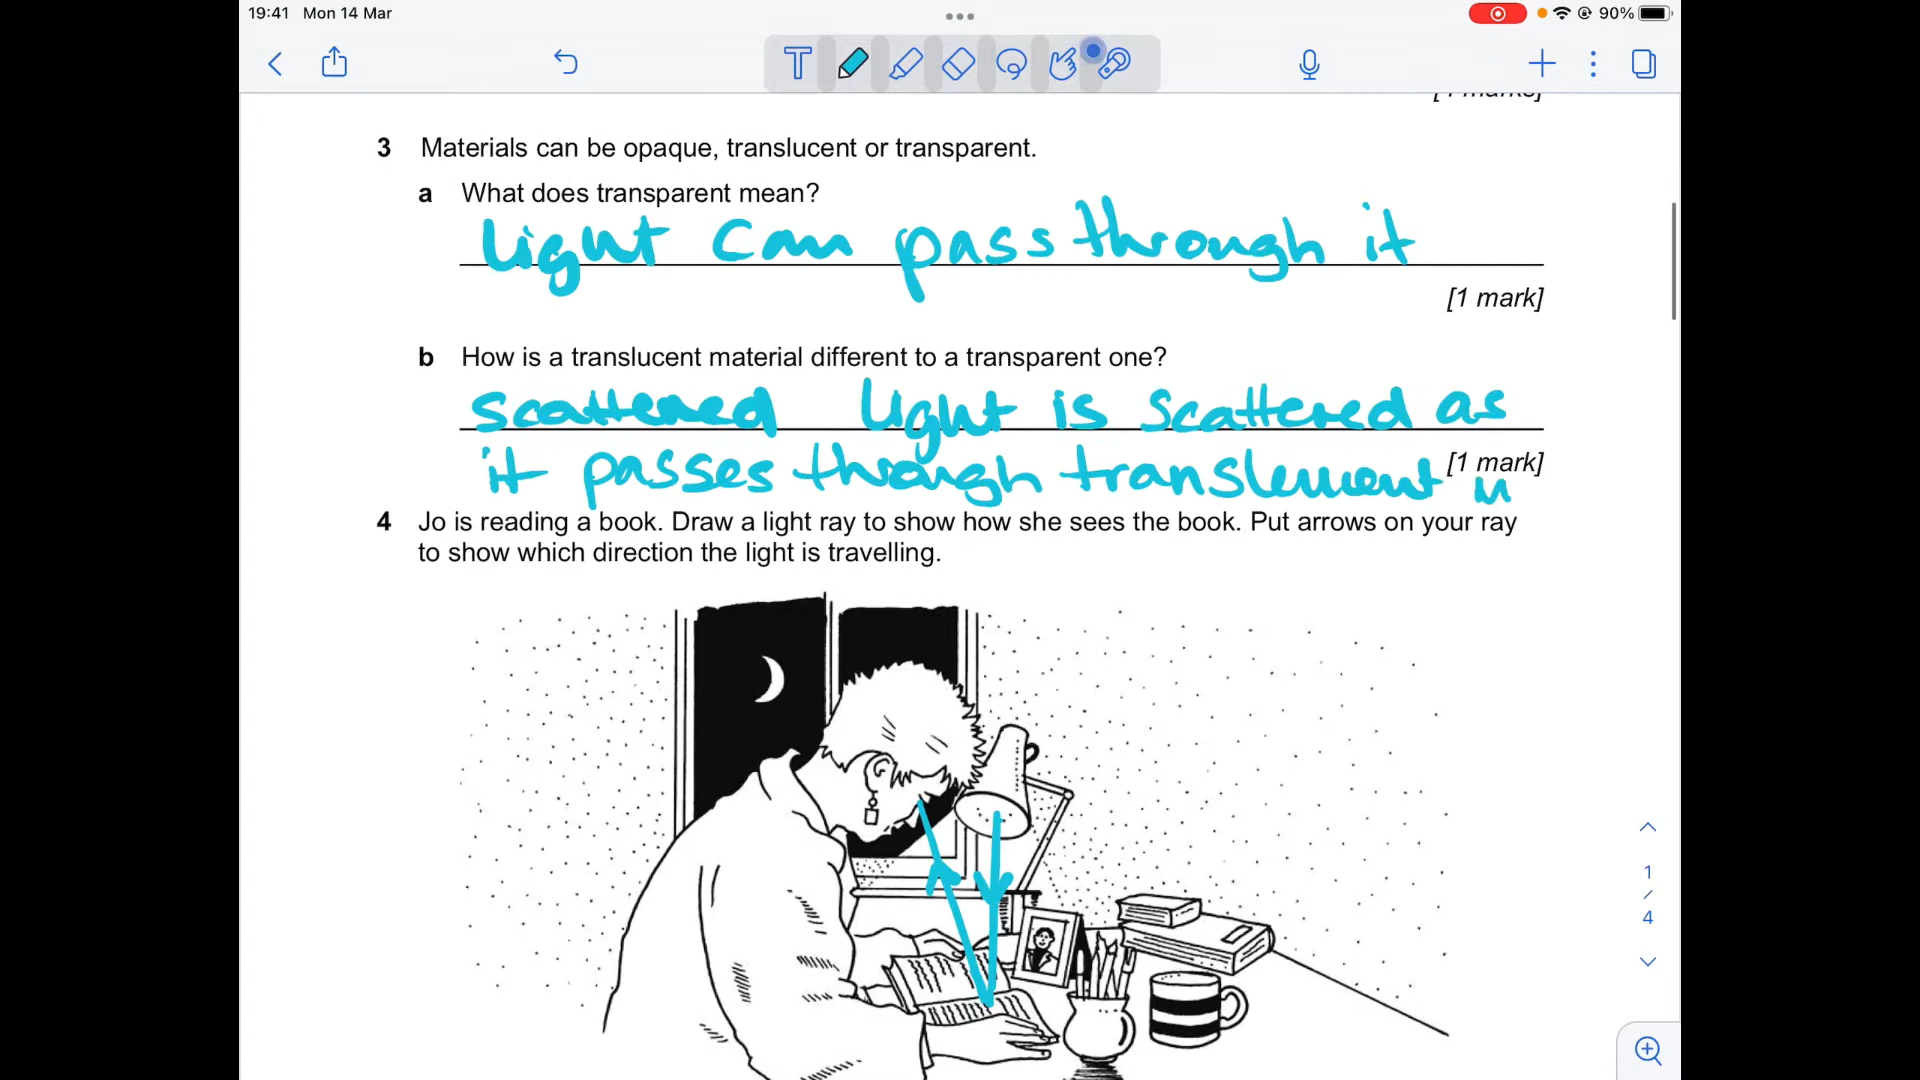 19:41 Mon 14 Mar
90%
T
3 Materials can be opaque, translucent or transparent.
a What does transparent mean?
light can pass through it
[1 mark]
b How is a translucent material different to a transparent one?
scattered light is scattered as
it passes through [1 mark]
4 Jo is reading a book. Draw a light ray to show how she sees the book. Put arrows on your ray
to show which direction the light is travelling.
1
/
4